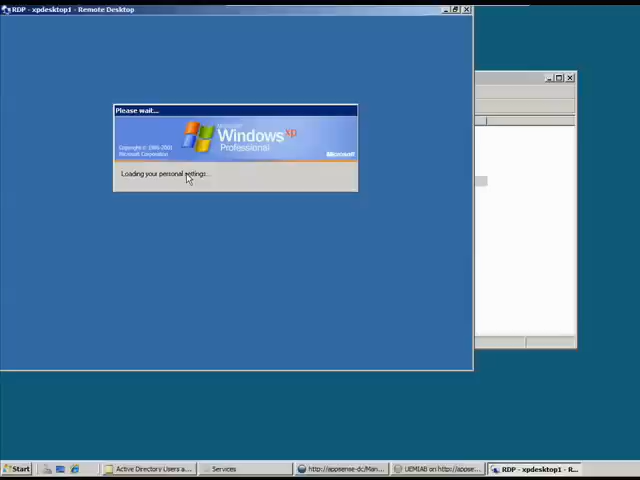 RDP - xpdesktop1 - Remote Desktop
Please wait...
Copyright © 1985-2001
Microsoft Corporation
Microsoft
Windows xp
Professional
Microsoft
Loading your personal settings...
Start
Active Directory Users a...
Services
http://appsense-dc/Man...
UEMIAB on http://appse...
RDP - xpdesktop1 - R...